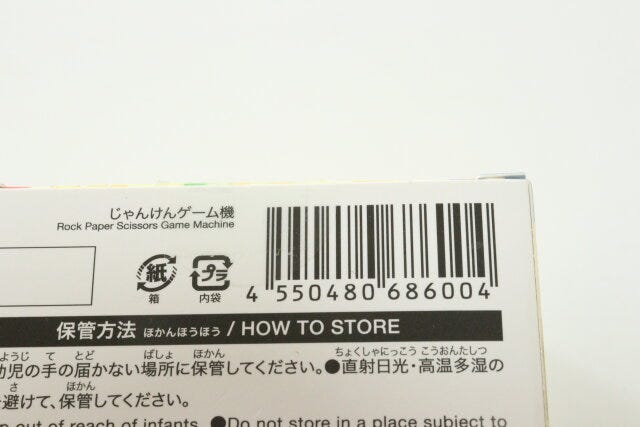 じゃんけんゲーム機
Rock Paper Scissors Game Machine
紙
箱
プラ
内袋
4 550480 686004
保管方法 ほかんほうほう / HOW TO STORE
ようじ て とど ばしょ ほかん ちょくしゃにっこう こうおんたしつ
幼児の手の届かない場所に保管してください。●直射日光・高温多湿の
さ ほかん
を避けて、保管してください。
out of reach of infants. ●Do not store in a place subject to